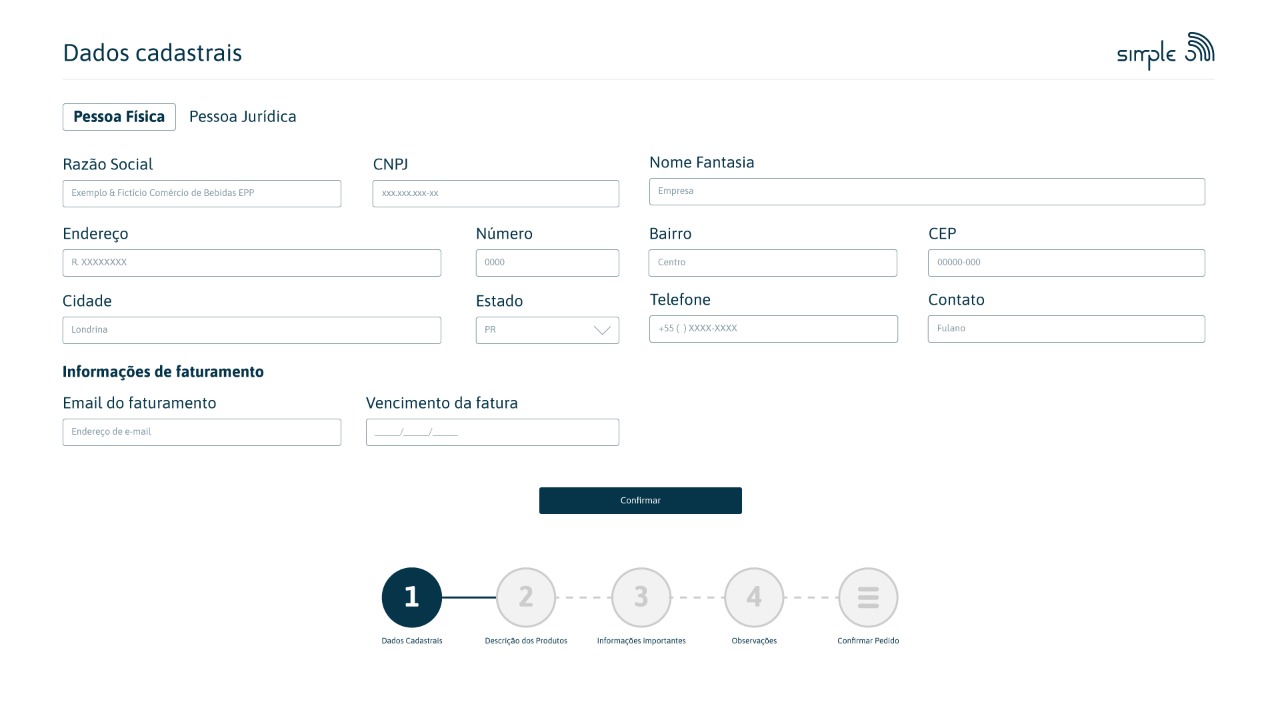 Dados cadastrais
simple
Pessoa Física Pessoa Jurídica
Razão Social CNPJ Nome Fantasia
Exemplo & Fictício Comércio de Bebidas EPP xxx.xxx.xxx-xx Empresa
Endereço Número Bairro CEP
R. XXXXXXXX 0000 Centro 00000-000
Cidade Estado Telefone Contato
Londrina PR +55 ( ) XXXX-XXXX Fulano
Informações de faturamento
Email do faturamento Vencimento da fatura
Endereço de e-mail _____/_____/_____
Confirmar
1 2 3 4
Dados Cadastrais Descrição dos Produtos Informações Importantes Observações Confirmar Pedido